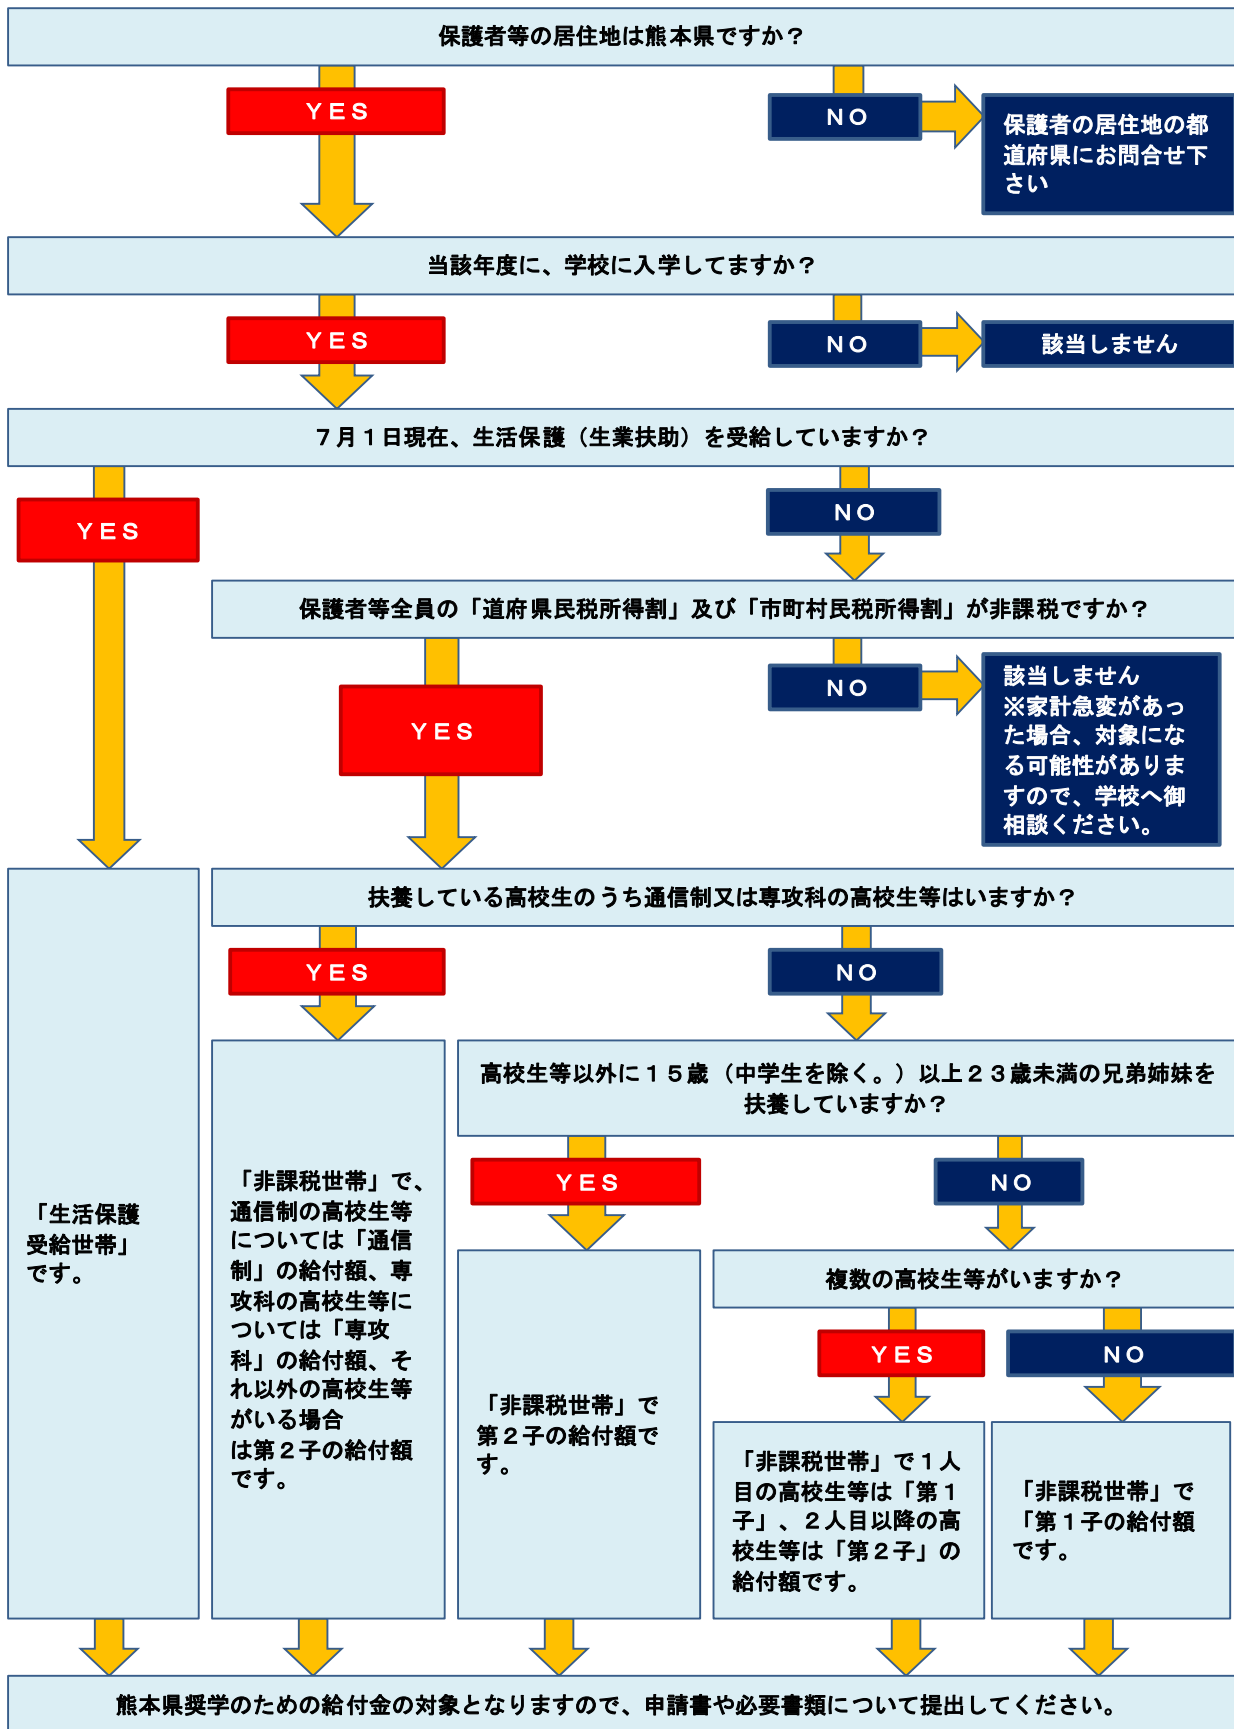 保護者等の居住地は熊本県ですか？
ＹＥＳ
ＮＯ
保護者の居住地の都
道府県にお問合せ下
さい
当該年度に、学校に入学してますか？
ＹＥＳ
ＮＯ
該当しません
７月１日現在、生活保護（生業扶助）を受給していますか？
ＹＥＳ
ＮＯ
保護者等全員の「道府県民税所得割」及び「市町村民税所得割」が非課税ですか？
ＹＥＳ
ＮＯ
該当しません
※家計急変があっ
た場合、対象にな
る可能性がありま
すので、学校へ御
相談ください。
扶養している高校生のうち通信制又は専攻科の高校生等はいますか？
ＹＥＳ
ＮＯ
高校生等以外に１５歳（中学生を除く。）以上２３歳未満の兄弟姉妹を
扶養していますか？
ＹＥＳ
ＮＯ
複数の高校生等がいますか？
ＹＥＳ
ＮＯ
「生活保護
受給世帯」
です。
「非課税世帯」で、
通信制の高校生等
については「通信
制」の給付額、専
攻科の高校生等に
ついては「専攻
科」の給付額、そ
れ以外の高校生等
がいる場合
は第２子の給付額
です。
「非課税世帯」で
第２子の給付額で
す。
「非課税世帯」で１人
目の高校生等は「第１
子」、２人目以降の高
校生等は「第２子」の
給付額です。
「非課税世帯」で
「第１子の給付額
です。
熊本県奨学のための給付金の対象となりますので、申請書や必要書類について提出してください。